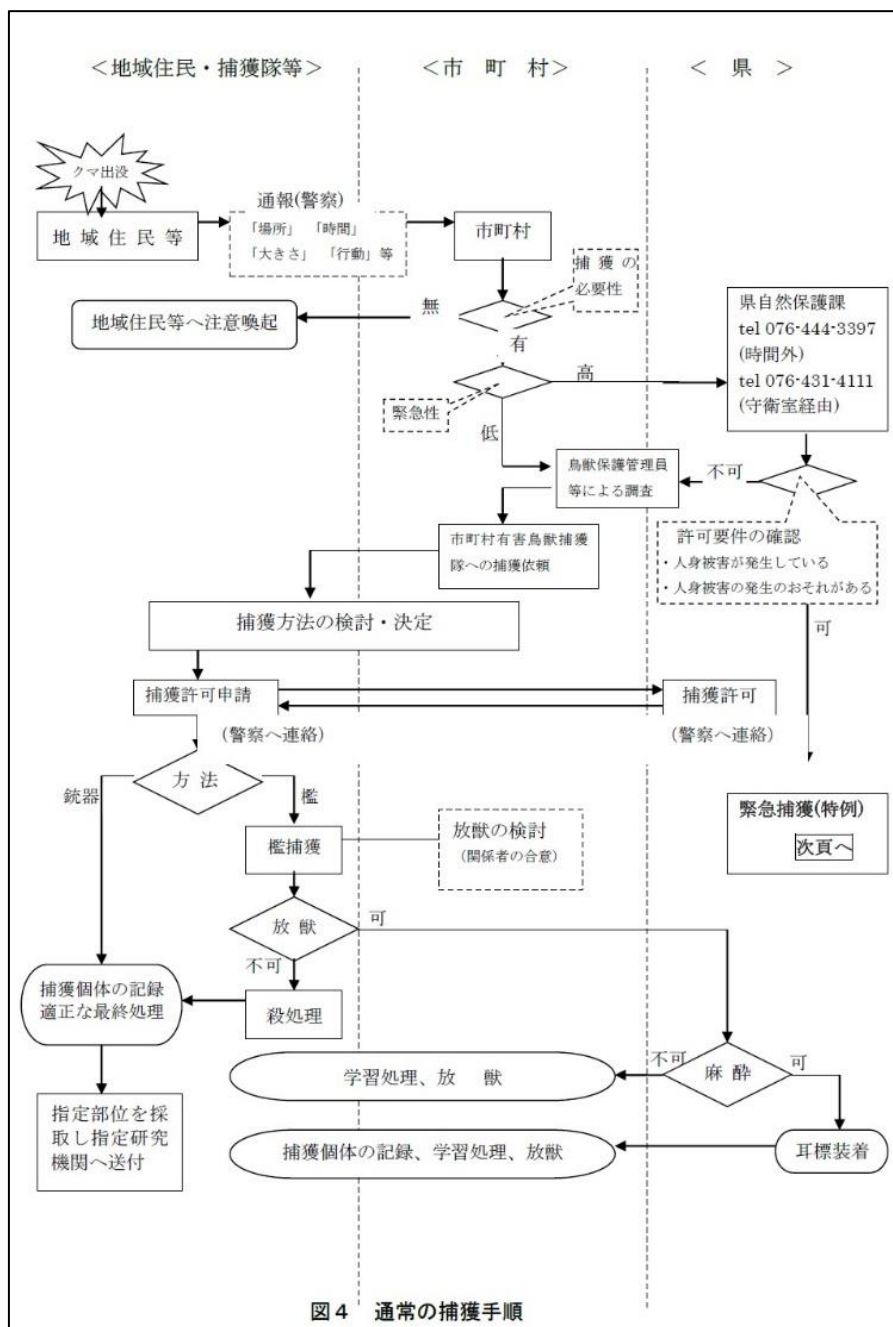 ＜地域住民・捕獲隊等＞
＜市 町 村＞
＜ 県 ＞
クマ出没
地 域 住 民 等
通報(警察)
「場所」 「時間」
「大きさ」 「行動」等
市町村
捕 獲 の
必要性
無
地域住民等へ注意喚起
有
緊急性
高
低
県自然保護課
tel 076-444-3397
(時間外)
tel 076-431-4111
(守衛室経由)
不可
鳥獣保護管理員
等による調査
許可要件の確認
・人身被害が発生している
・人身被害の発生のおそれがある
可
市町村有害鳥獣捕獲
隊への捕獲依頼
捕獲方法の検討・決定
捕獲許可申請
捕獲許可
(警察へ連絡)
(警察へ連絡)
方 法
銃器
檻
緊急捕獲(特例)
次頁へ
檻捕獲
放獣の検討
(関係者の合意)
放 獣
可
不可
捕獲個体の記録
適正な最終処理
殺処理
指定部位を採
取し指定研究
機関へ送付
麻 酔
不可
可
学習処理、放 獣
捕獲個体の記録、学習処理、放獣
耳標装着
図４ 通常の捕獲手順